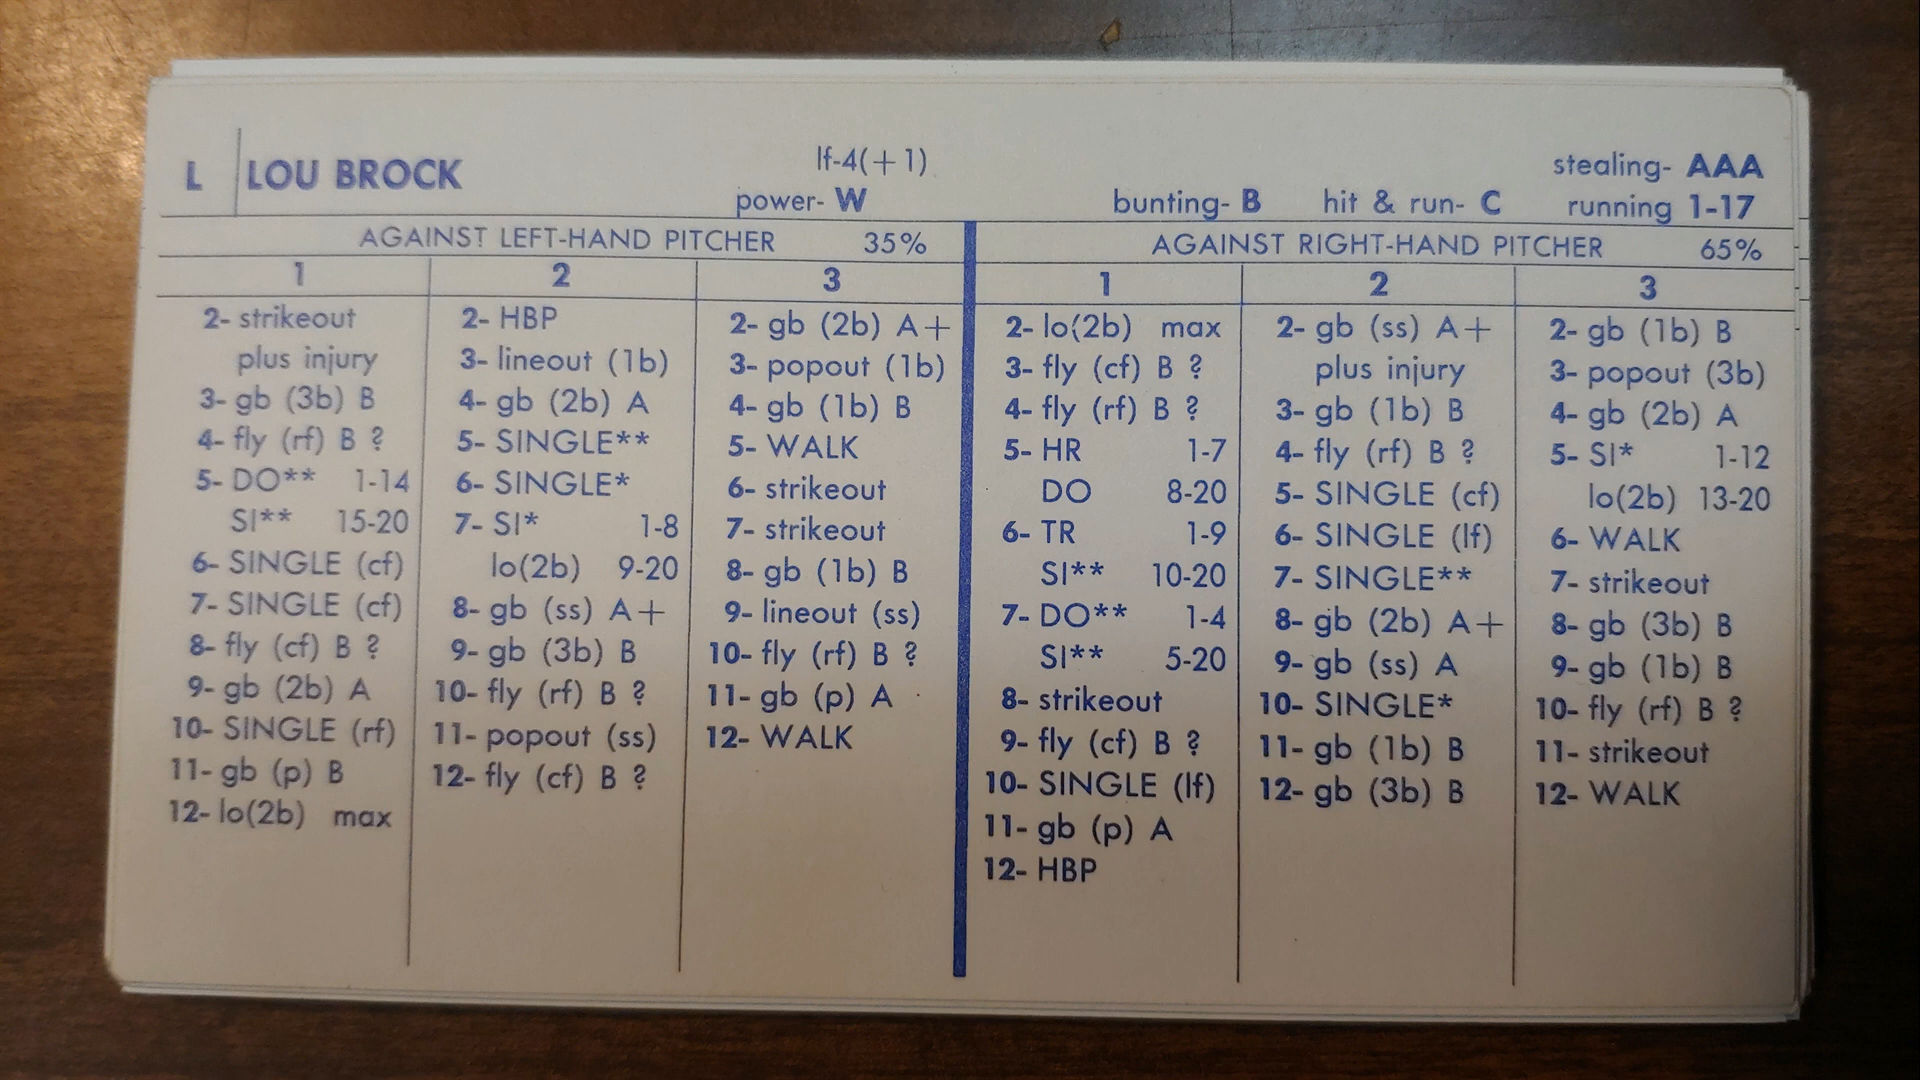 L LOU BROCK lf-4(+1) stealing- AAA
power- W bunting- B hit & run- C running 1-17
AGAINST LEFT-HAND PITCHER 35%
1
2- strikeout
plus injury
3- gb (3b) B
4- fly (rf) B ?
5- DO** 1-14
SI** 15-20
6- SINGLE (cf)
7- SINGLE (cf)
8- fly (cf) B ?
9- gb (2b) A
10- SINGLE (rf)
11- gb (p) B
12- lo(2b) max
2
2- HBP
3- lineout (1b)
4- gb (2b) A
5- SINGLE**
6- SINGLE*
7- SI* 1-8
lo(2b) 9-20
8- gb (ss) A+
9- gb (3b) B
10- fly (rf) B ?
11- popout (ss)
12- fly (cf) B ?
3
2- gb (2b) A+
3- popout (1b)
4- gb (1b) B
5- WALK
6- strikeout
7- strikeout
8- gb (1b) B
9- lineout (ss)
10- fly (rf) B ?
11- gb (p) A
12- WALK
AGAINST RIGHT-HAND PITCHER 65%
1
2- lo(2b) max
3- fly (cf) B ?
4- fly (rf) B ?
5- HR 1-7
DO 8-20
6- TR 1-9
SI** 10-20
7- DO** 1-4
SI** 5-20
8- strikeout
9- fly (cf) B ?
10- SINGLE (lf)
11- gb (p) A
12- HBP
2
2- gb (ss) A+
plus injury
3- gb (1b) B
4- fly (rf) B ?
5- SINGLE (cf)
6- SINGLE (lf)
7- SINGLE**
8- gb (2b) A+
9- gb (ss) A
10- SINGLE*
11- gb (1b) B
12- gb (3b) B
3
2- gb (1b) B
3- popout (3b)
4- gb (2b) A
5- SI* 1-12
lo(2b) 13-20
6- WALK
7- strikeout
8- gb (3b) B
9- gb (1b) B
10- fly (rf) B ?
11- strikeout
12- WALK